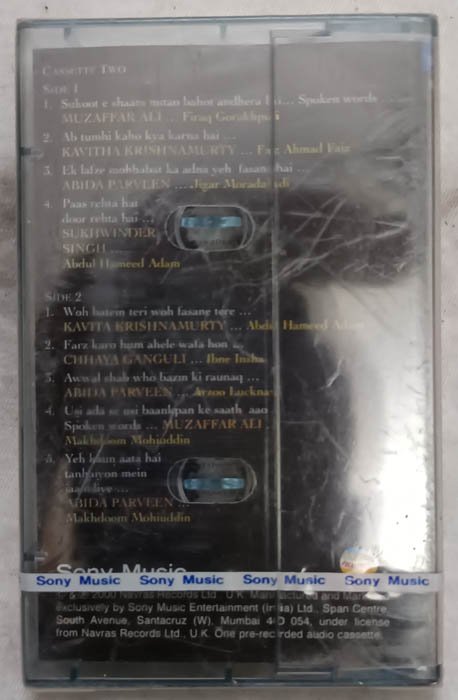 CASSETTE TWO
SIDE 1
1. Sukoot e shaam mitao bahot andhera hai... Spoken words ...
MUZAFFAR ALI ... Firaq Gorakhpuri
2. Ab tumhi kaho kya karna hai ...
KAVITHA KRISHNAMURTY ... Faiz Ahmad Faiz
3. Ek lafze mohbabat ka adna yeh fasana hai ...
ABIDA PARVEEN ... Jigar Moradabadi
4. Paas rehta hai
door rehta hai ...
SUKHWINDER
SINGH ...
Abdul Hameed Adam
SIDE 2
1. Woh batein teri woh fasane tere ...
KAVITA KRISHNAMURTY ... Abdul Hameed Adam
2. Farz karo hum ahele wafa hon ...
CHHAYA GANGULI ... Ibne Insha
3. Awwal shab who bazm ki raunaq ...
ABIDA PARVEEN ... Arzoo Lucknavi
4. Usi ada se usi baankpan ke saath aao
Spoken words ... MUZAFFAR ALI .
Makhdoom Mohiuddin
5. Yeh kaun aata hai
tanhaiyon mein
jaam liye ...
ABIDA PARVEEN ...
Makhdoom Mohiuddin
Sony Music
Sony Music Sony Music Sony Music Sony Music
© & ℗ 2000 Navras Records Ltd., U.K. Manufactured and Marketed
exclusively by Sony Music Entertainment (India) Ltd., Span Centre,
South Avenue, Santacruz (W), Mumbai 400 054, under license
from Navras Records Ltd., U.K. One pre-recorded audio cassette.